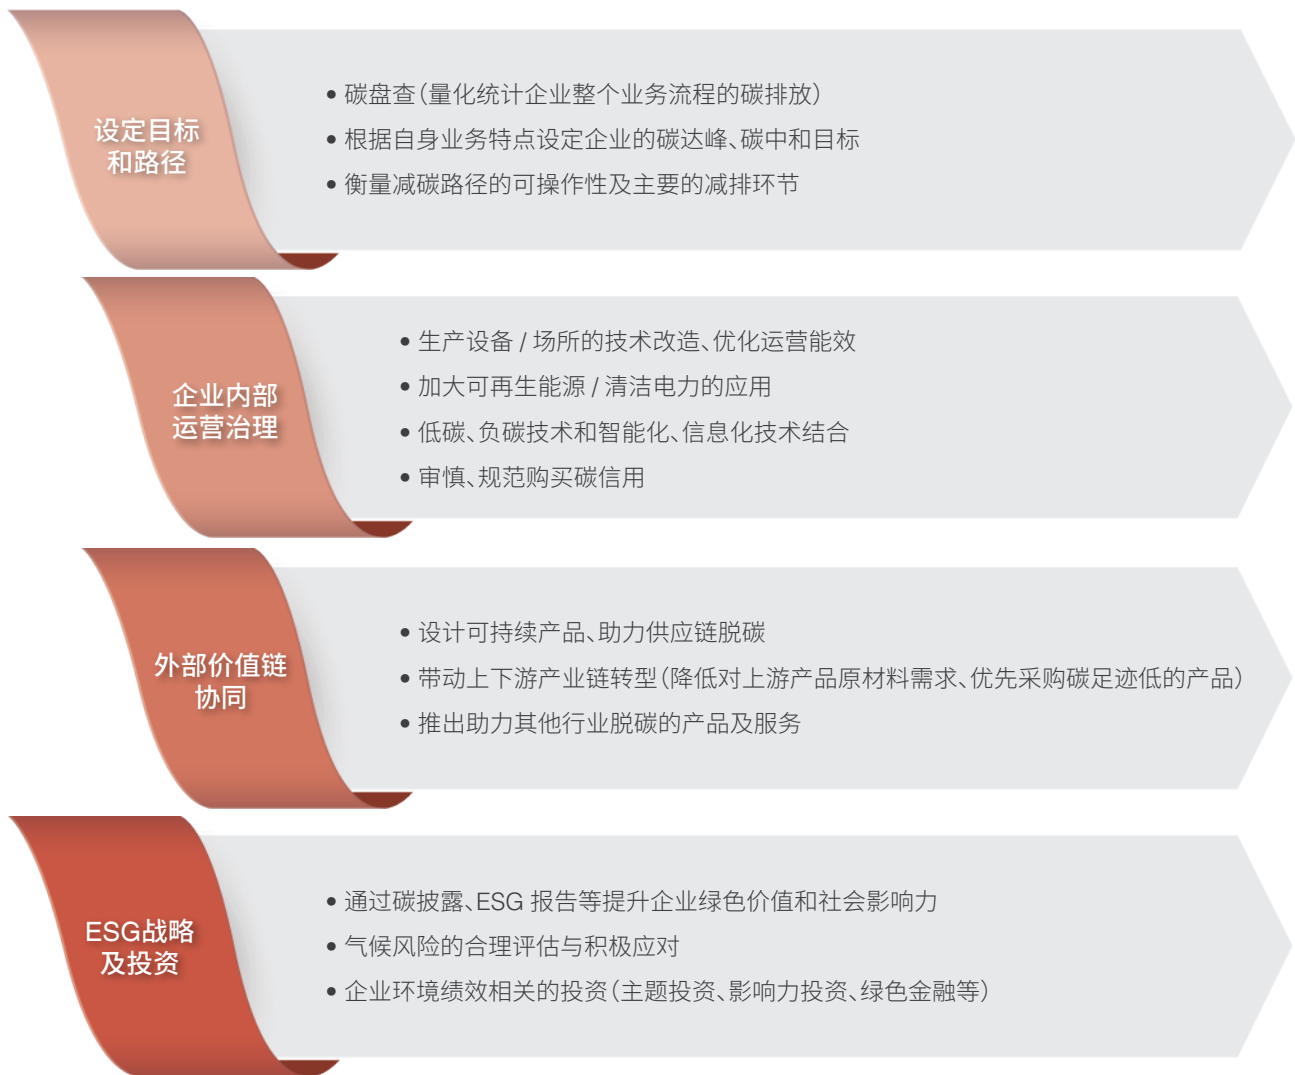 设定目标
和路径
• 碳盘查（量化统计企业整个业务流程的碳排放）
• 根据自身业务特点设定企业的碳达峰、碳中和目标
• 衡量减碳路径的可操作性及主要的减排环节
企业内部
运营治理
• 生产设备 / 场所的技术改造、优化运营能效
• 加大可再生能源 / 清洁电力的应用
• 低碳、负碳技术和智能化、信息化技术结合
• 审慎、规范购买碳信用
外部价值链
协同
• 设计可持续产品、助力供应链脱碳
• 带动上下游产业链转型（降低对上游产品原材料需求、优先采购碳足迹低的产品）
• 推出助力其他行业脱碳的产品及服务
ESG战略
及投资
• 通过碳披露、ESG 报告等提升企业绿色价值和社会影响力
• 气候风险的合理评估与积极应对
• 企业环境绩效相关的投资（主题投资、影响力投资、绿色金融等）